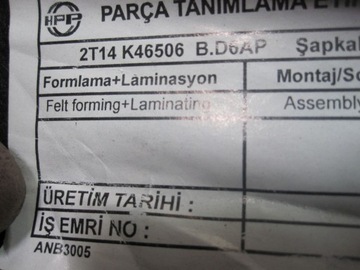 HPP PARÇA TANIMLAMA
2T14 K46506 B.D6AP Şapkal
Formlama+Laminasyon Montaj/So
Felt forming+Laminating Assembly
ÜRETİM TARİHİ :
İŞ EMRİ NO :
ANB3005